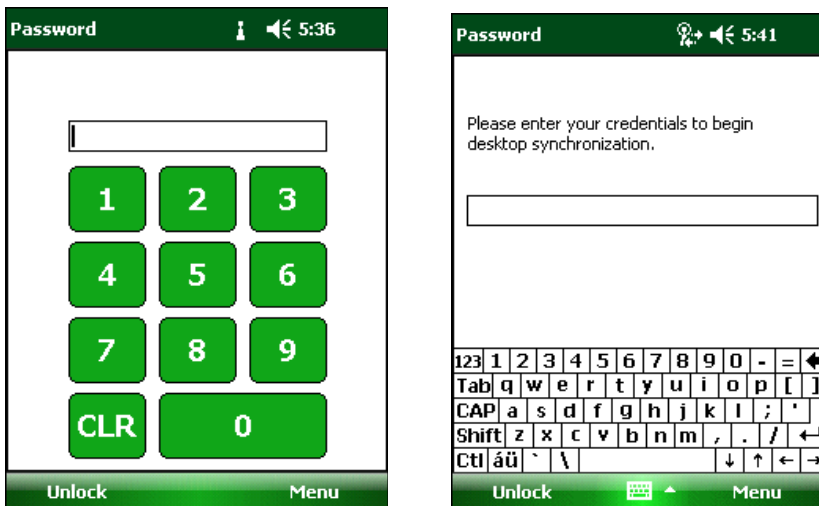 Password 5:36
1 2 3
4 5 6
7 8 9
CLR 0
Unlock Menu
Password 5:41
Please enter your credentials to begin
desktop synchronization.
123 1 2 3 4 5 6 7 8 9 0 - =
Tab q w e r t y u i o p [ ]
CAP a s d f g h j k l ; '
Shift z x c v b n m , . /
Ctl áü ` \ ↓ ↑ ← →
Unlock Menu